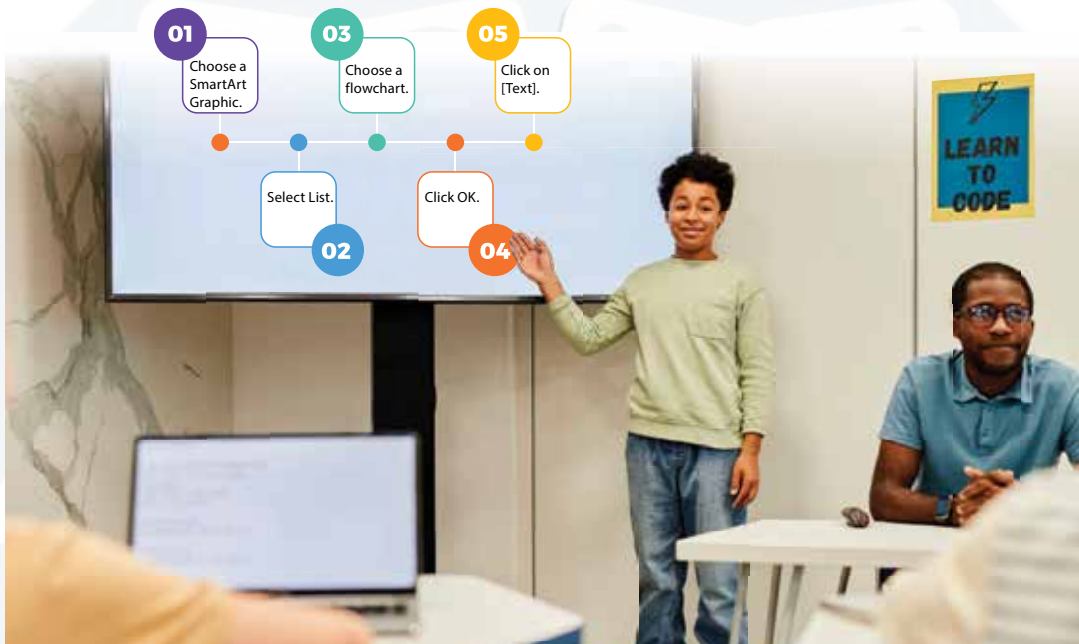 01
Choose a
SmartArt
Graphic.
Select List.
02
03
Choose a
flowchart.
Click OK.
04
05
Click on
[Text].
LEARN
TO
CODE